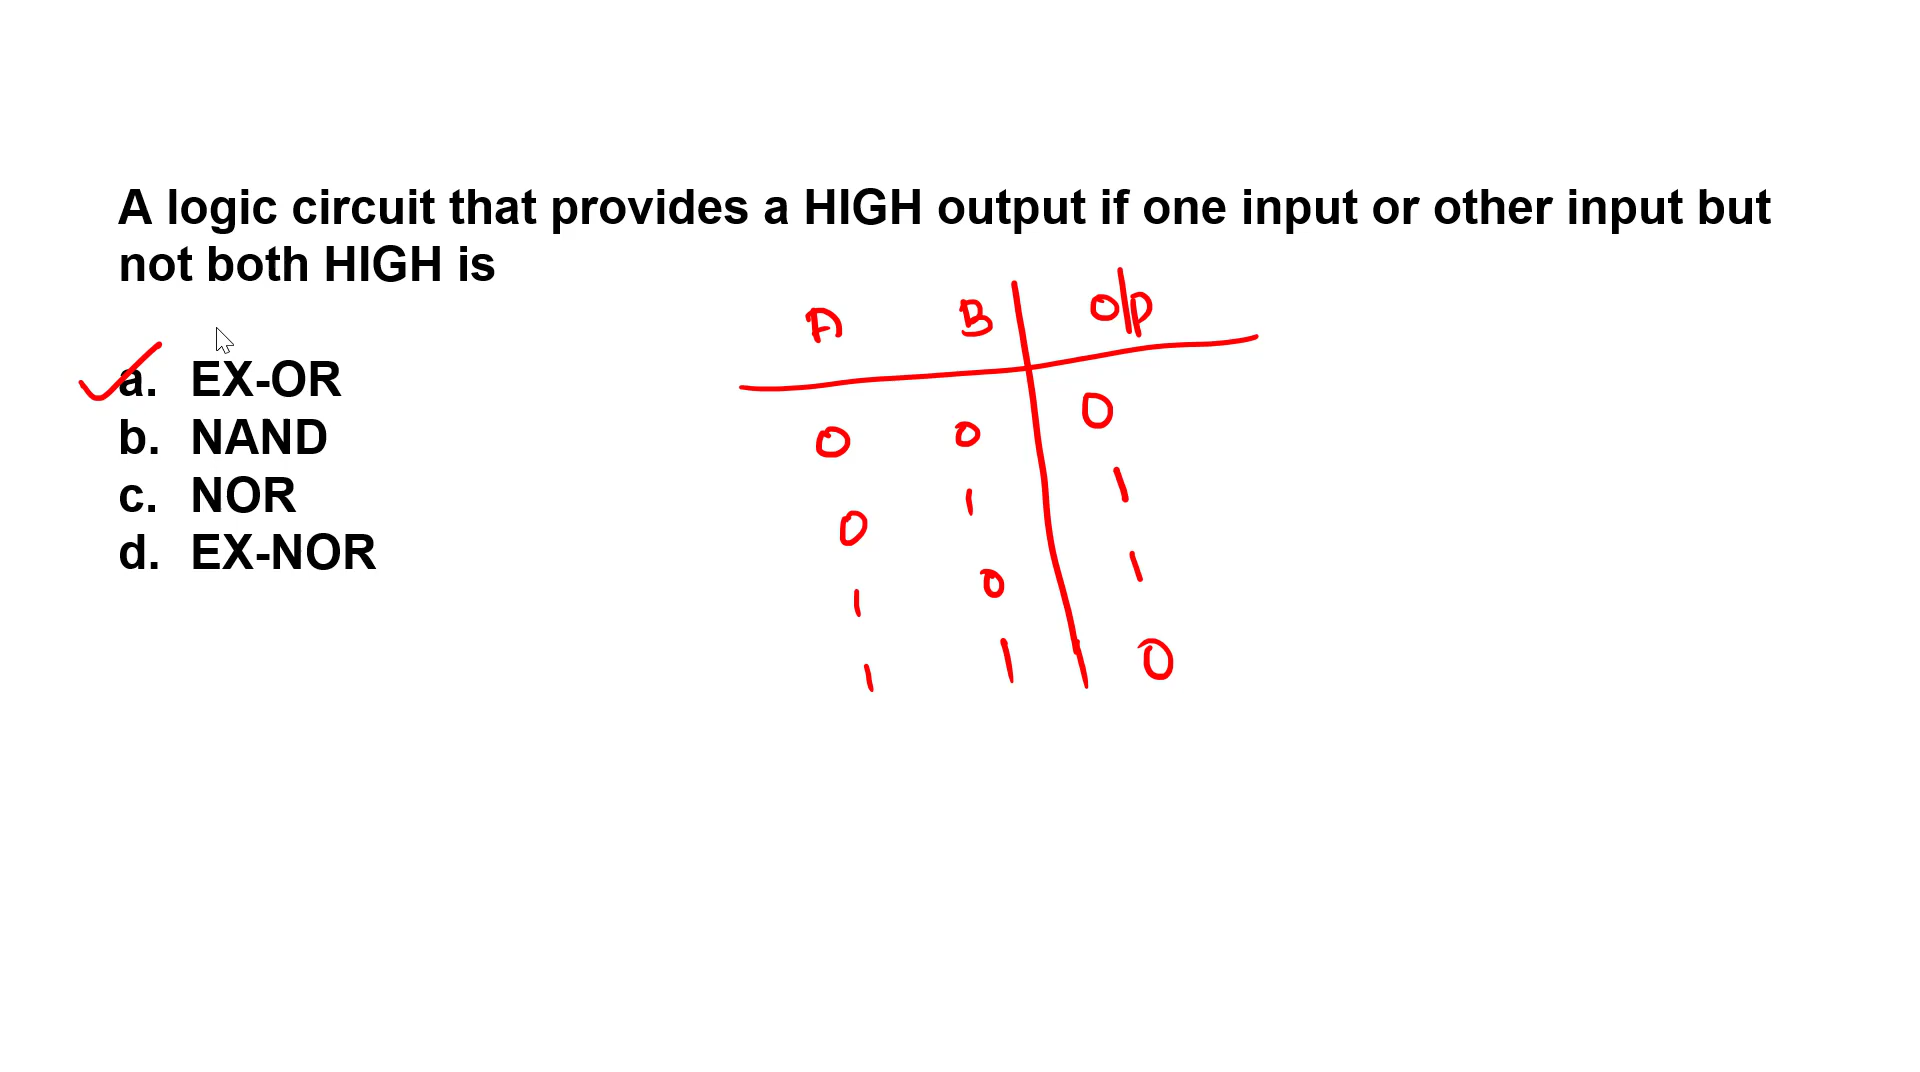 A logic circuit that provides a HIGH output if one input or other input but
not both HIGH is
a. EX-OR
b. NAND
c. NOR
d. EX-NOR
A B O/P
0 0 0
0 1 1
1 0 1
1 1 0